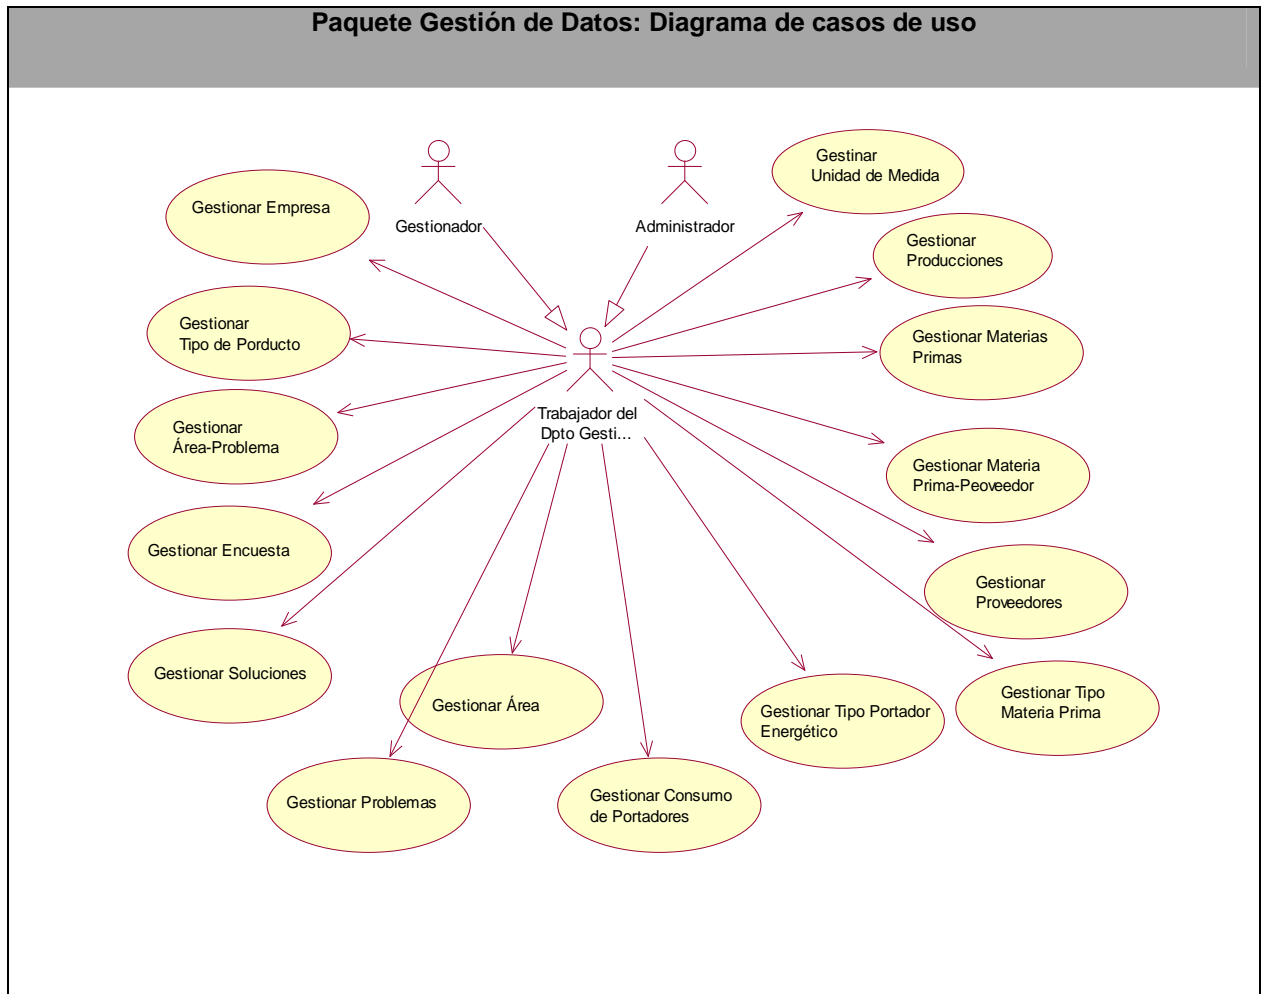 Paquete Gestión de Datos: Diagrama de casos de uso
Gestionar Empresa
Gestionador
Administrador
Gestinar
Unidad de Medida
Gestionar
Producciones
Gestionar
Tipo de Porducto
Gestionar Materias
Primas
Gestionar
Área-Problema
Trabajador del
Dpto Gesti...
Gestionar Materia
Prima-Peoveedor
Gestionar Encuesta
Gestionar
Proveedores
Gestionar Soluciones
Gestionar Área
Gestionar Tipo Portador
Energético
Gestionar Tipo
Materia Prima
Gestionar Problemas
Gestionar Consumo
de Portadores